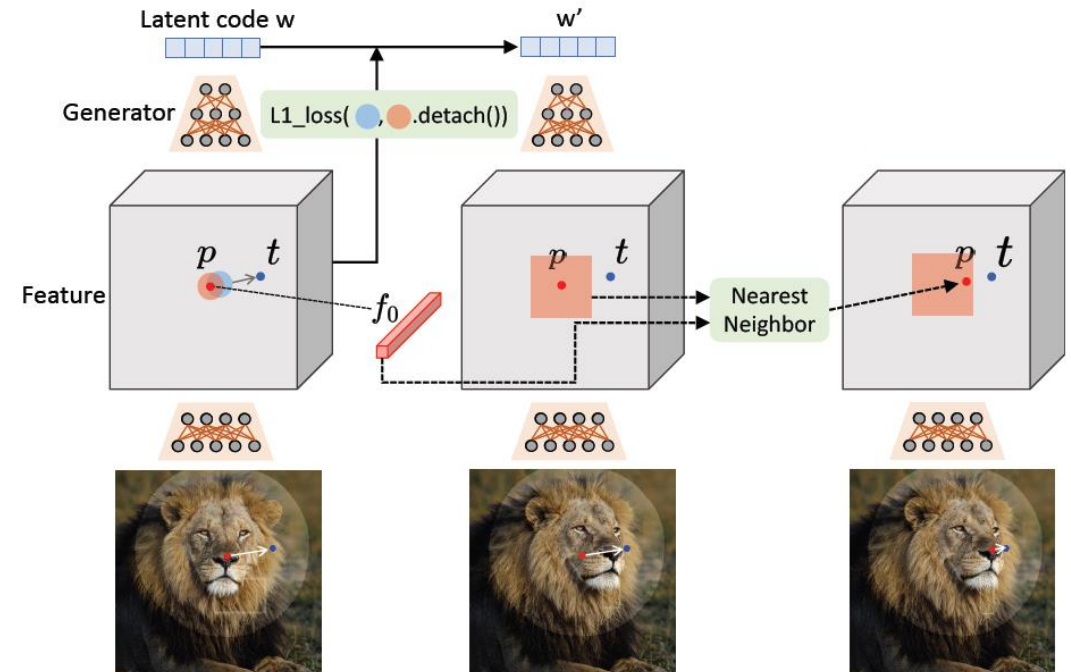 Latent code w
w’
Generator
L1_loss( , .detach())
p
t
p
t
p
t
Feature
f0
Nearest
Neighbor